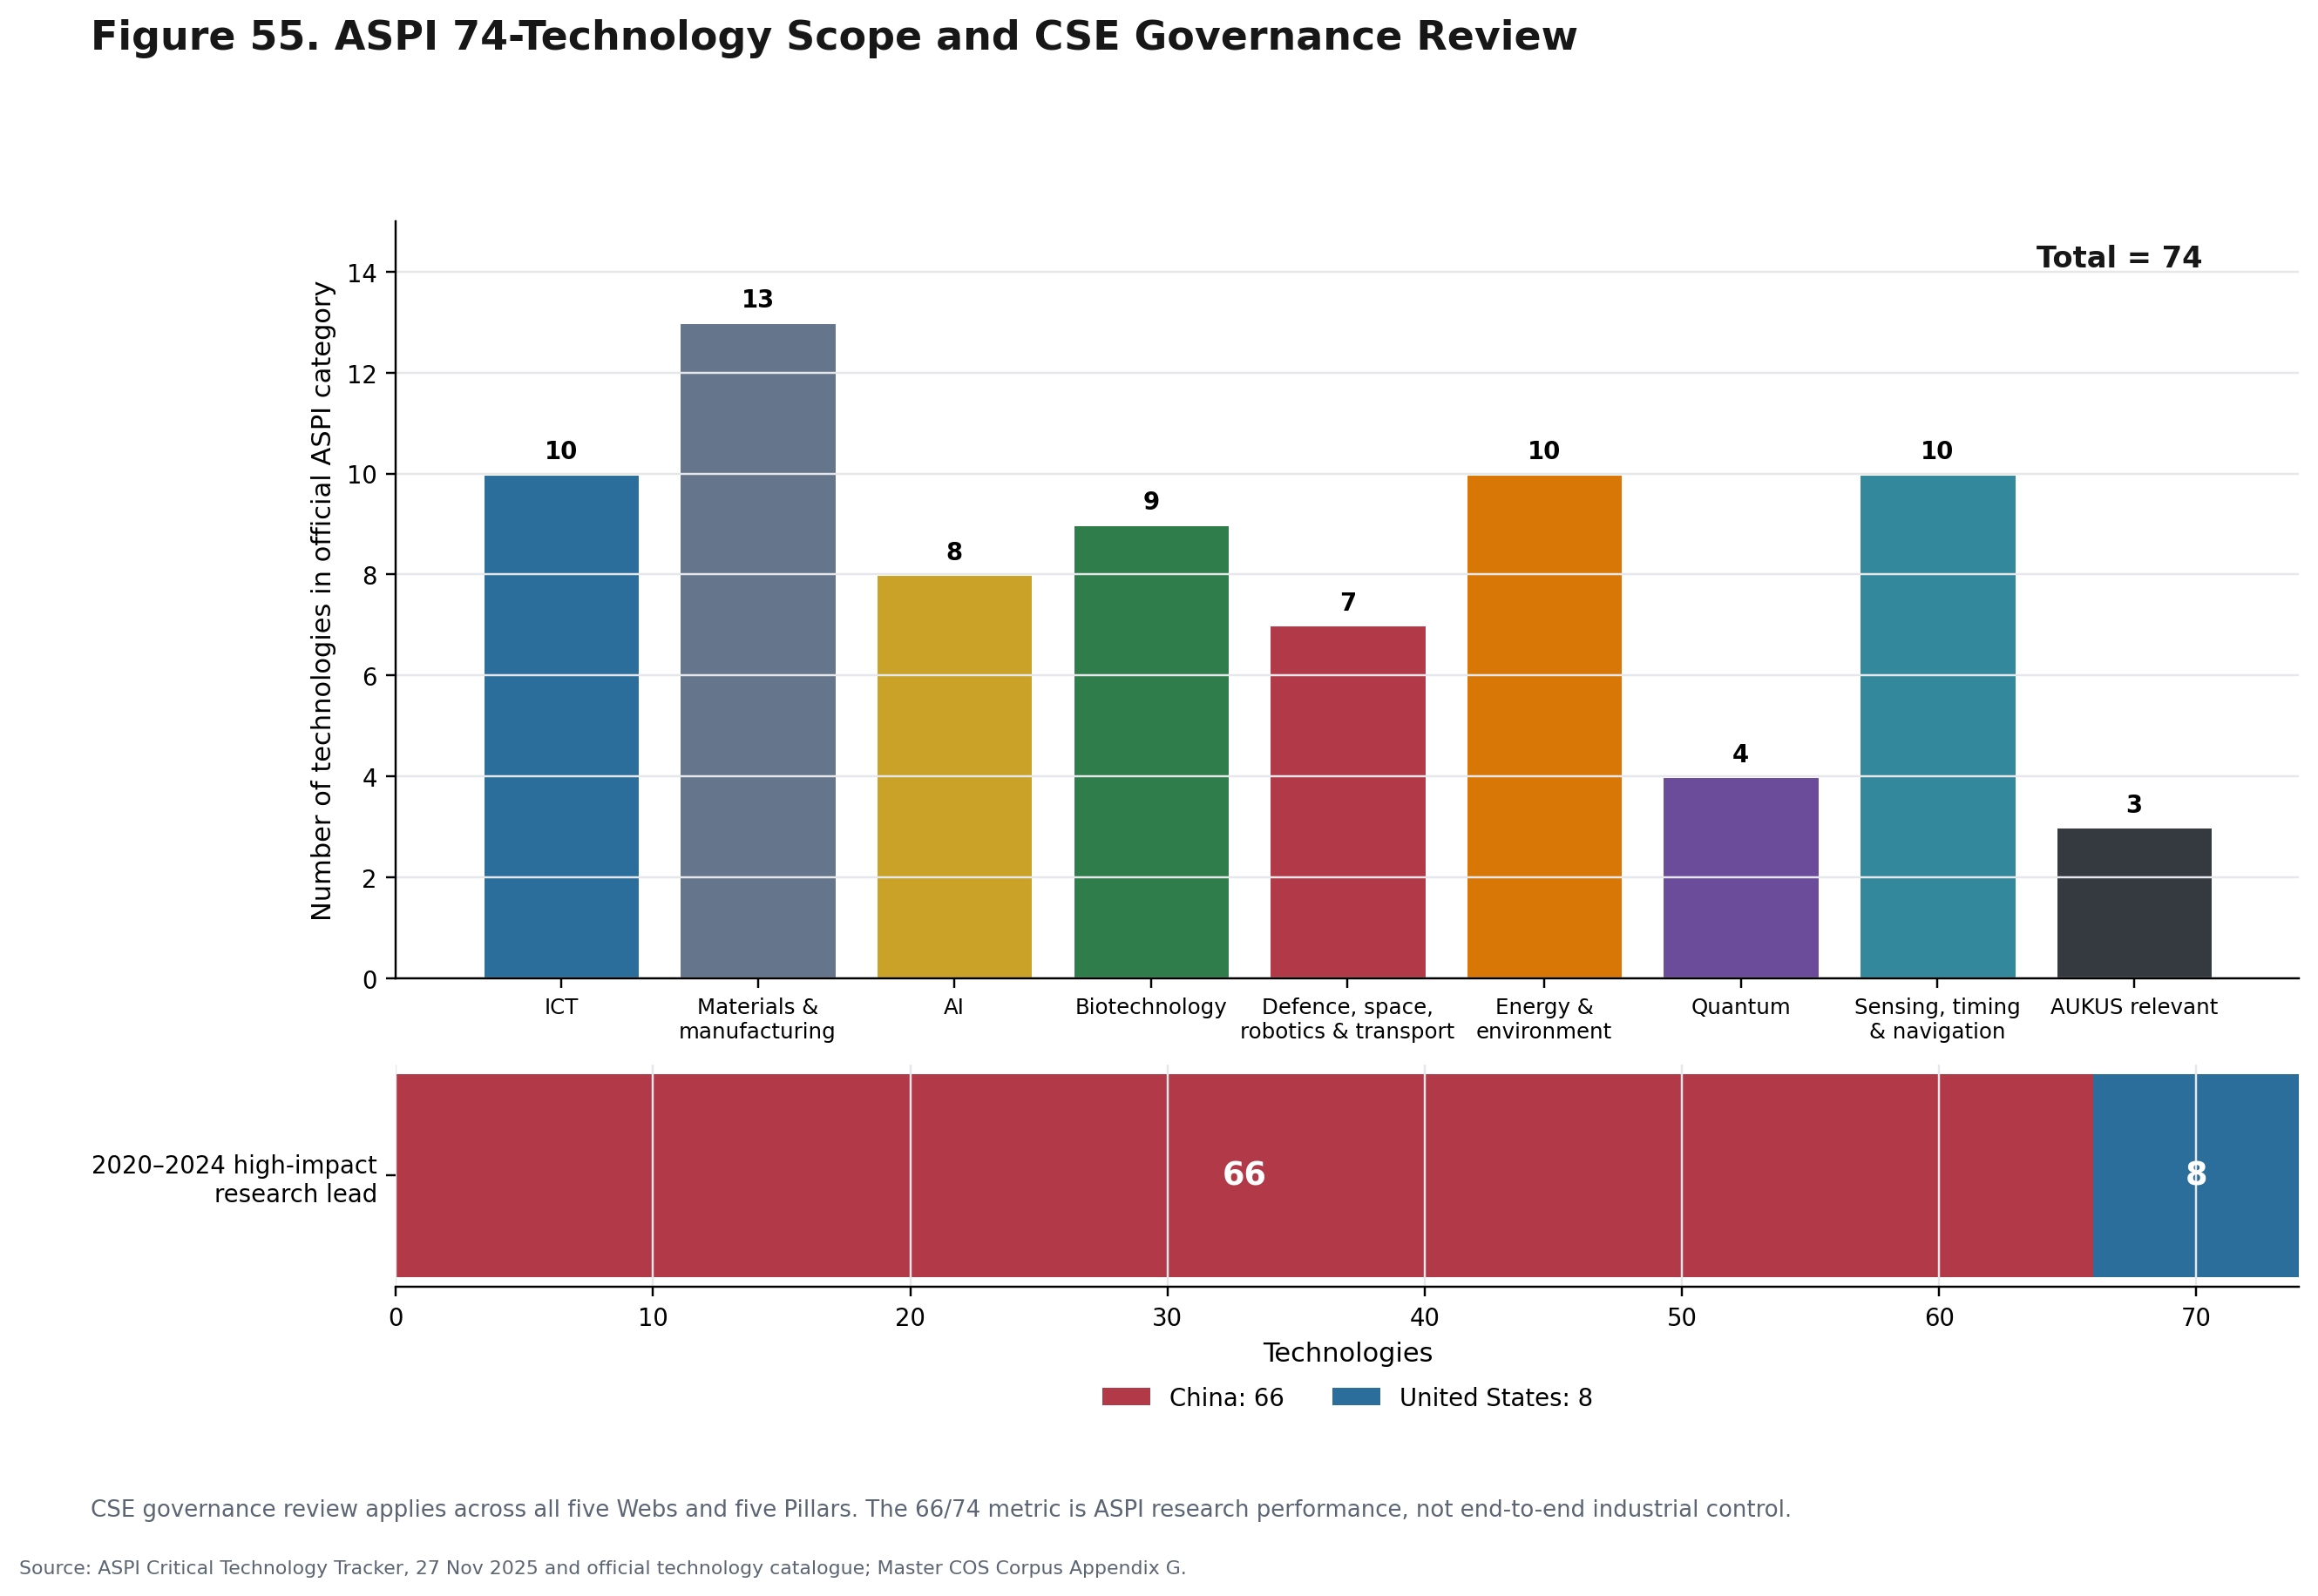 Figure 55. ASPI 74-Technology Scope and CSE Governance Review
Total = 74
Number of technologies in official ASPI category
14
12
10
8
6
4
2
0
10
13
8
9
7
10
4
10
3
ICT
Materials &
manufacturing
AI
Biotechnology
Defence, space,
robotics & transport
Energy &
environment
Quantum
Sensing, timing
& navigation
AUKUS relevant
2020–2024 high-impact
research lead
66
8
0 10 20 30 40 50 60 70
Technologies
China: 66
United States: 8
CSE governance review applies across all five Webs and five Pillars. The 66/74 metric is ASPI research performance, not end-to-end industrial control.
Source: ASPI Critical Technology Tracker, 27 Nov 2025 and official technology catalogue; Master COS Corpus Appendix G.